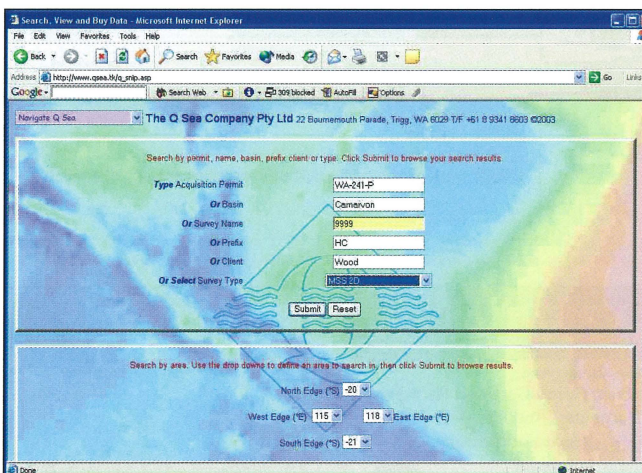 Search, View and Buy Data - Microsoft Internet Explorer
File Edit View Favorites Tools Help
Back Search Favorites Media
Address http://www.qsea.tk/q_snip.asp Go Links
Google Search Web 309 blocked AutoFill Options
Navigate Q Sea The Q Sea Company Pty Ltd 22 Bournemouth Parade, Trigg, WA 6029 T/F +61 8 9341 8603 ©2003
Search by permit, name, basin, prefix client or type. Click Submit to browse your search results.
Type Acquisition Permit WA-241-P
Or Basin Carnarvon
Or Survey Name 9999
Or Prefix HC
Or Client Wood
Or Select Survey Type MSS 2D
Submit Reset
Search by area. Use the drop downs to define an area to search in, then click Submit to browse results.
North Edge (°S) -20
West Edge (°E) 115 118 East Edge (°E)
South Edge (°S) -21
Done Internet